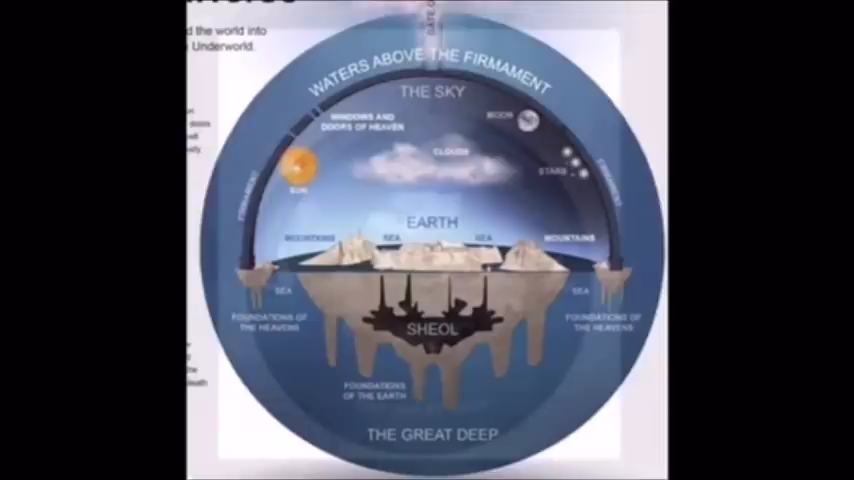 d the world into
Underworld.
WATERS ABOVE THE FIRMAMENT
THE SKY
WINDOWS AND
DOORS OF HEAVEN
MOON
CLOUDS
STARS
SUN
FIRMAMENT
FIRMAMENT
EARTH
MOUNTAINS
SEA
SEA
MOUNTAINS
SEA
SEA
FOUNDATIONS OF
THE HEAVENS
FOUNDATIONS OF
THE HEAVENS
SHEOL
FOUNDATIONS
OF THE EARTH
THE GREAT DEEP